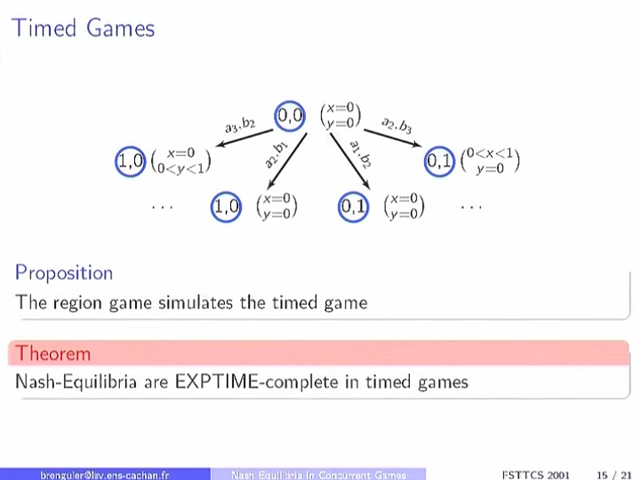 Timed Games
0,0 (x=0 y=0)
a₃,b₂ a₂,b₁ a₁,b₂ a₂,b₃
1,0 (x=0 0<y<1) 0,1 (0<x<1 y=0)
... 1,0 (x=0 y=0) 0,1 (x=0 y=0) ...
Proposition
The region game simulates the timed game
Theorem
Nash-Equilibria are EXPTIME-complete in timed games
brenguier@lsv.ens-cachan.fr Nash Equilibria in Concurrent Games FSTTCS 2001 15 / 21